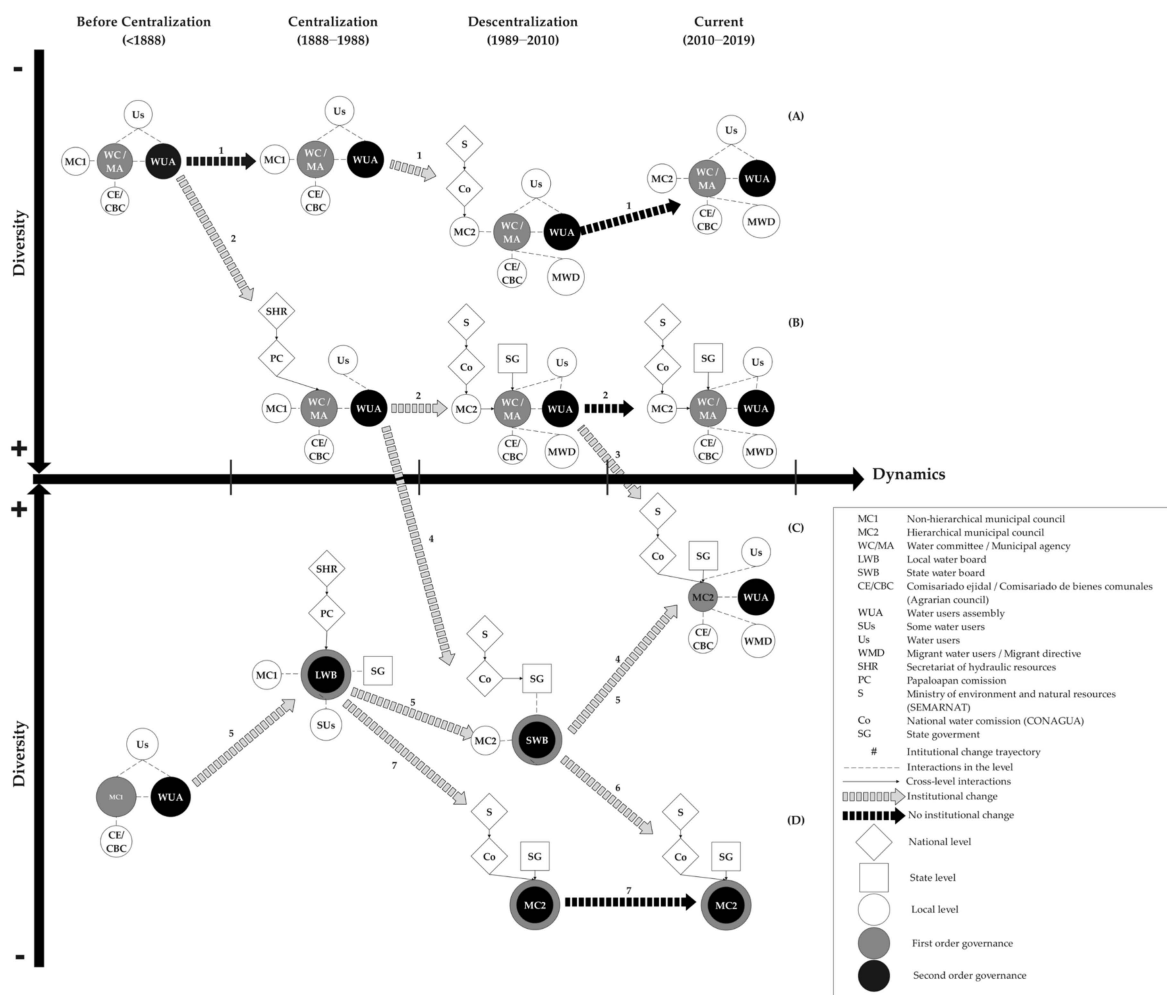 Before Centralization
(<1888)
Centralization
(1888–1988)
Descentralization
(1989–2010)
Current
(2010–2019)
-
Diversity
+
(A)
Us
MC1
WC /
MA
WUA
CE/
CBC
1
Us
MC1
WC /
MA
WUA
CE/
CBC
1
S
Co
MC2
Us
WC /
MA
WUA
CE/
CBC
MWD
1
Us
MC2
WC /
MA
WUA
CE/
CBC
MWD
2
(B)
SHR
PC
Us
MC1
WC /
MA
WUA
CE/
CBC
2
S
Co
SG
Us
MC2
WC /
MA
WUA
CE/
CBC
MWD
2
3
S
Co
SG
Us
MC2
WC /
MA
WUA
CE/
CBC
MWD
Dynamics
+
Diversity
-
(C)
4
SHR
PC
MC1
LWB
SG
SUs
Us
MC1
WUA
CE/
CBC
5
5
7
S
Co
SG
MC2
SWB
4
5
6
S
Co
SG
Us
MC2
WUA
CE/
CBC
WMD
(D)
S
Co
SG
MC2
7
S
Co
SG
MC2
MC1 Non-hierarchical municipal council
MC2 Hierarchical municipal council
WC/MA Water committee / Municipal agency
LWB Local water board
SWB State water board
CE/CBC Comisariado ejidal / Comisariado de bienes comunales
(Agrarian council)
WUA Water users assembly
SUs Some water users
Us Water users
WMD Migrant water users / Migrant directive
SHR Secretariat of hydraulic resources
PC Papaloapan comission
S Ministry of environment and natural resources
(SEMARNAT)
Co National water comission (CONAGUA)
SG State goverment
# Intitutional change trayectory
Interactions in the level
Cross-level interactions
Institutional change
No institutional change
National level
State level
Local level
First order governance
Second order governance